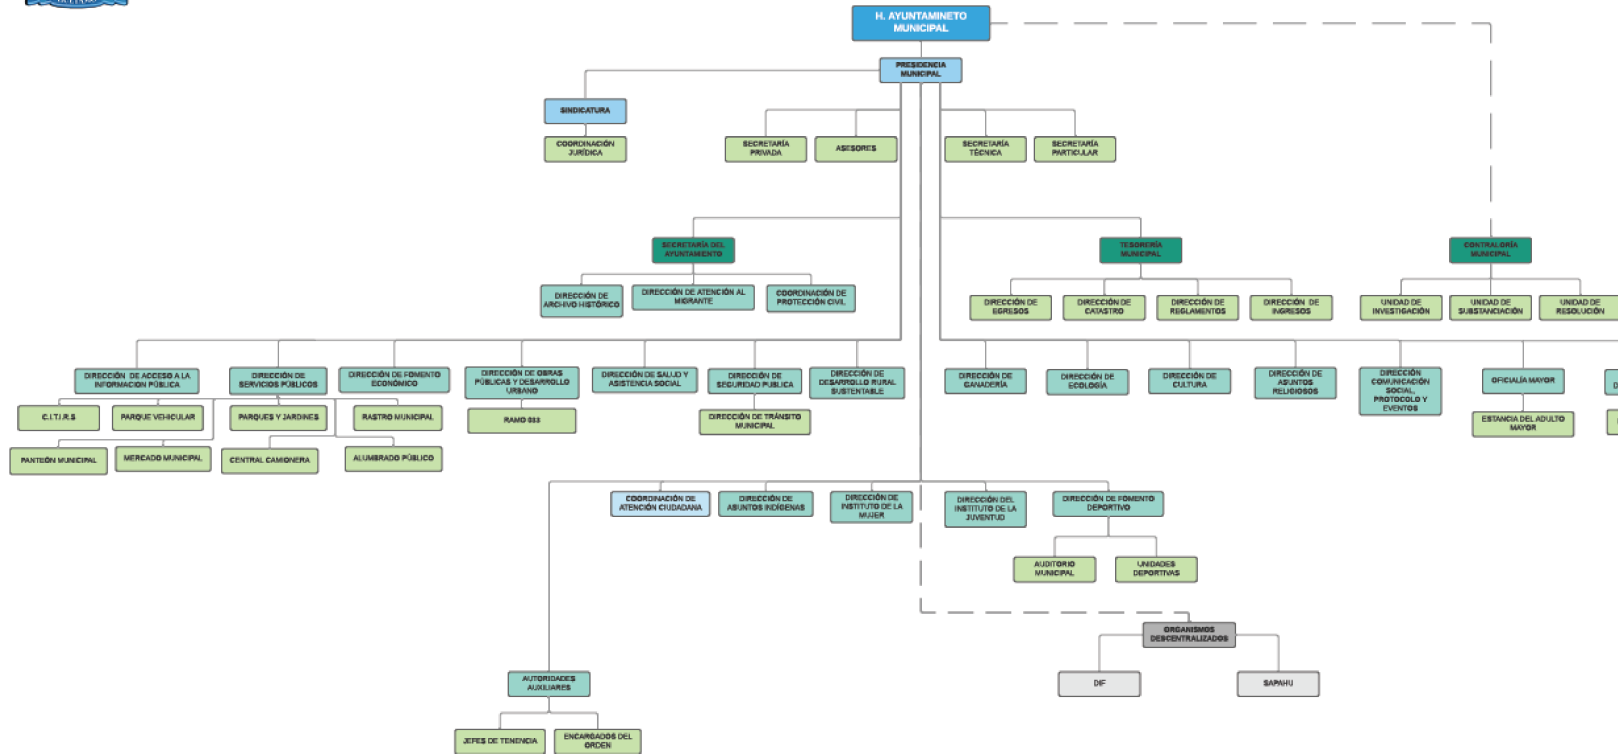 H. AYUNTAMINETO
MUNICIPAL
PRESIDENCIA
MUNICIPAL
SINDICATURA
COORDINACIÓN
JURÍDICA
SECRETARÍA
PRIVADA
ASESORES
SECRETARÍA
TÉCNICA
SECRETARÍA
PARTICULAR
SECRETARÍA DEL
AYUNTAMIENTO
TESORERÍA
MUNICIPAL
CONTRALORÍA
MUNICIPAL
DIRECCIÓN DE
ARCHIVO HISTÓRICO
DIRECCIÓN DE ATENCIÓN AL
MIGRANTE
COORDINACIÓN DE
PROTECCIÓN CIVIL
DIRECCIÓN DE
EGRESOS
DIRECCIÓN DE
CATASTRO
DIRECCIÓN DE
REGLAMENTOS
DIRECCIÓN DE
INGRESOS
UNIDAD DE
INVESTIGACIÓN
UNIDAD DE
SUBSTANCIACIÓN
UNIDAD DE
RESOLUCIÓN
DIRECCIÓN DE ACCESO A LA
INFORMACION PÚBLICA
DIRECCIÓN DE
SERVICIOS PÚBLICOS
DIRECCIÓN DE FOMENTO
ECONÓMICO
DIRECCIÓN DE OBRAS
PÚBLICAS Y DESARROLLO
URBANO
DIRECCIÓN DE SALUD Y
ASISTENCIA SOCIAL
DIRECCIÓN DE
SEGURIDAD PUBLICA
DIRECCIÓN DE
DESARROLLO RURAL
SUSTENTABLE
DIRECCIÓN DE
GANADERÍA
DIRECCIÓN DE
ECOLOGÍA
DIRECCIÓN DE
CULTURA
DIRECCIÓN DE
ASUNTOS
RELIGIOSOS
DIRECCIÓN
COMUNICACIÓN
SOCIAL,
PROTOCOLO Y
EVENTOS
OFICIALÍA MAYOR
C.I.T.I.R.S
PARQUE VEHICULAR
PARQUES Y JARDINES
RASTRO MUNICIPAL
RAMO 033
DIRECCIÓN DE TRÁNSITO
MUNICIPAL
ESTANCIA DEL ADULTO
MAYOR
PANTEÓN MUNICIPAL
MERCADO MUNICIPAL
CENTRAL CAMIONERA
ALUMBRADO PÚBLICO
COORDINACIÓN DE
ATENCIÓN CIUDADANA
DIRECCIÓN DE
ASUNTOS INDÍGENAS
DIRECCIÓN DE
INSTITUTO DE LA
MUJER
DIRECCIÓN DEL
INSTITUTO DE LA
JUVENTUD
DIRECCIÓN DE FOMENTO
DEPORTIVO
AUDITORIO
MUNICIPAL
UNIDADES
DEPORTIVAS
ORGANISMOS
DESCENTRALIZADOS
DIF
SAPAHU
AUTORIDADES
AUXILIARES
JEFES DE TENENCIA
ENCARGADOS DEL
ORDEN